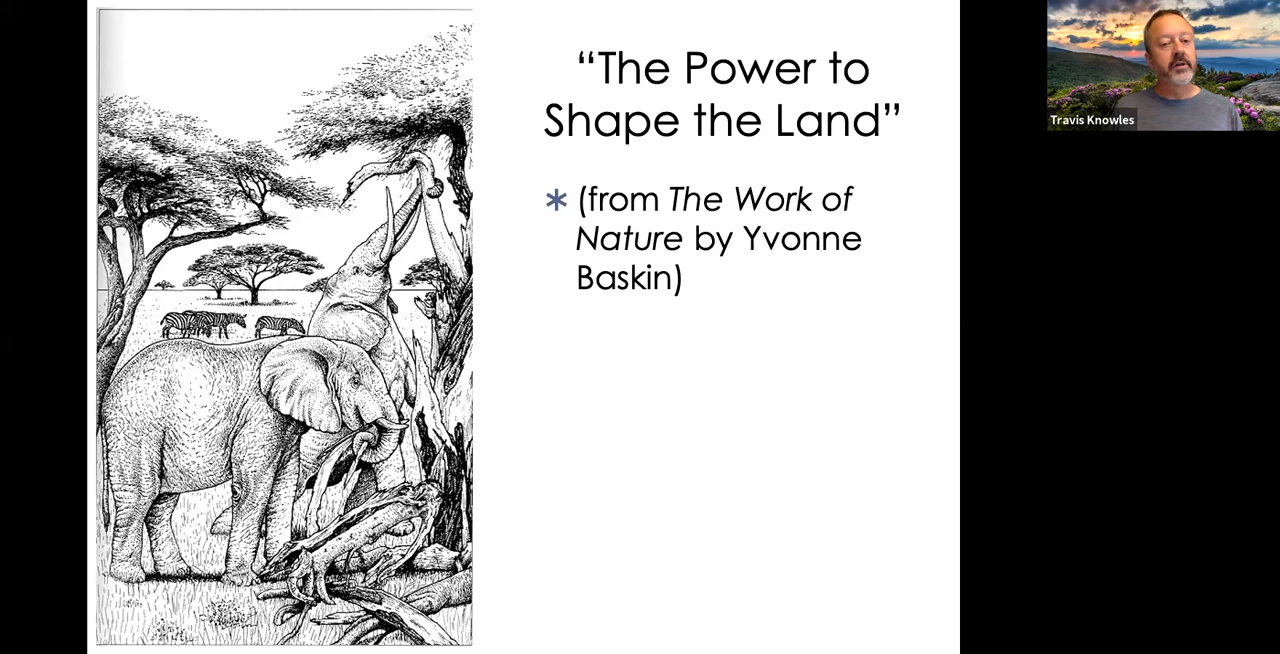 “The Power to
Shape the Land”
* (from The Work of
Nature by Yvonne
Baskin)
Travis Knowles